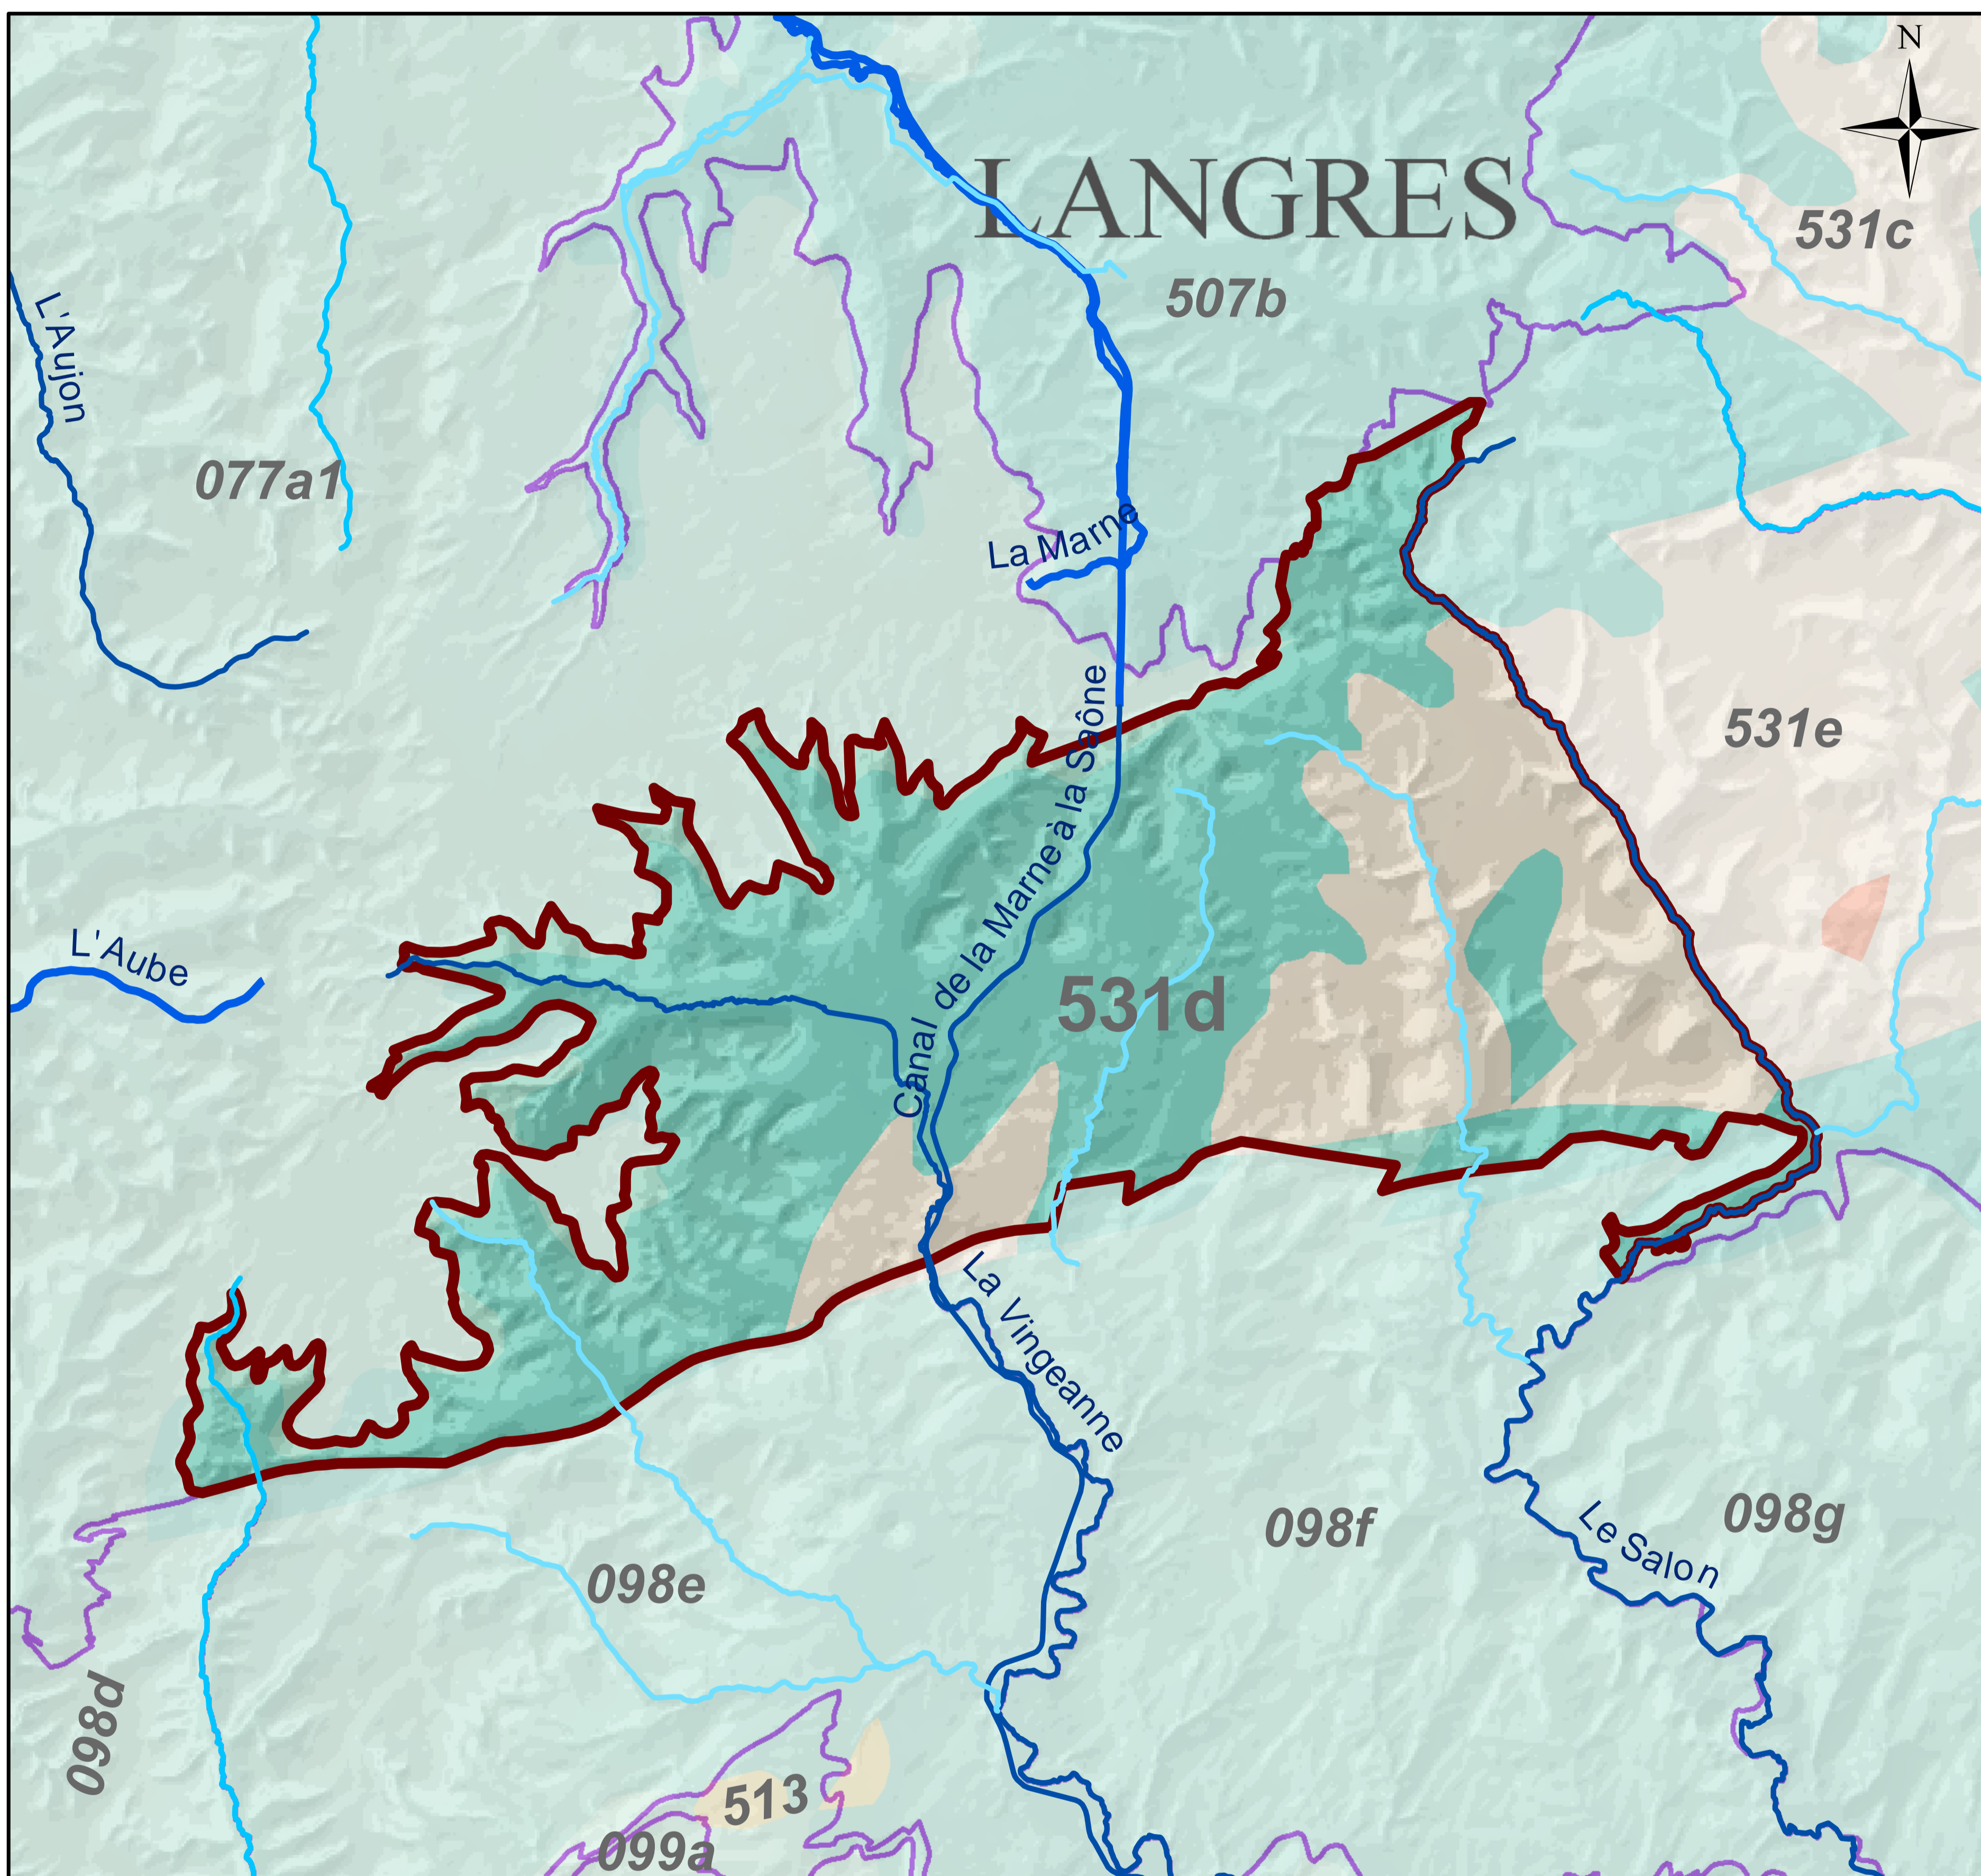 N
LANGRES
531c
507b
L'Aujon
077a1
La Marne
531e
L'Aube
Canal de la Marne à la Saône
531d
La Vingeanne
098f
098g
Le Salon
098e
098d
513
099a